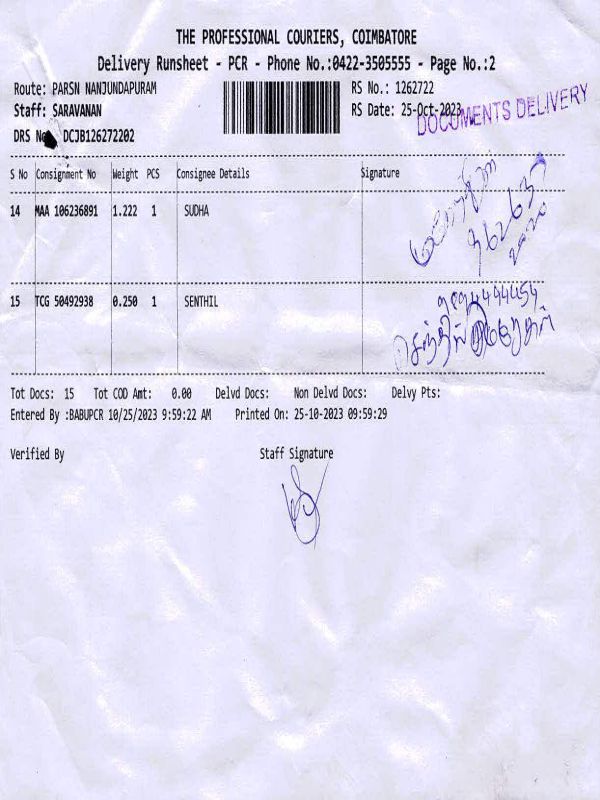 THE PROFESSIONAL COURIERS, COIMBATORE
Delivery Runsheet - PCR - Phone No.:0422-3505555 - Page No.:2
Route: PARSN NANJUNDAPURAM RS No.: 1262722
Staff: SARAVANAN RS Date: 25-Oct-2023
DOCUMENTS DELIVERY
DRS No DCJB126272202
S No Consignment No Weight PCS Consignee Details Signature
14 MAA 106236891 1.222 1 SUDHA
15 TCG 50492938 0.250 1 SENTHIL
செந்தில்
Tot Docs: 15 Tot COD Amt: 0.00 Delvd Docs: Non Delvd Docs: Delvy Pts:
Entered By :BABUPCR 10/25/2023 9:59:22 AM Printed On: 25-10-2023 09:59:29
Verified By Staff Signature